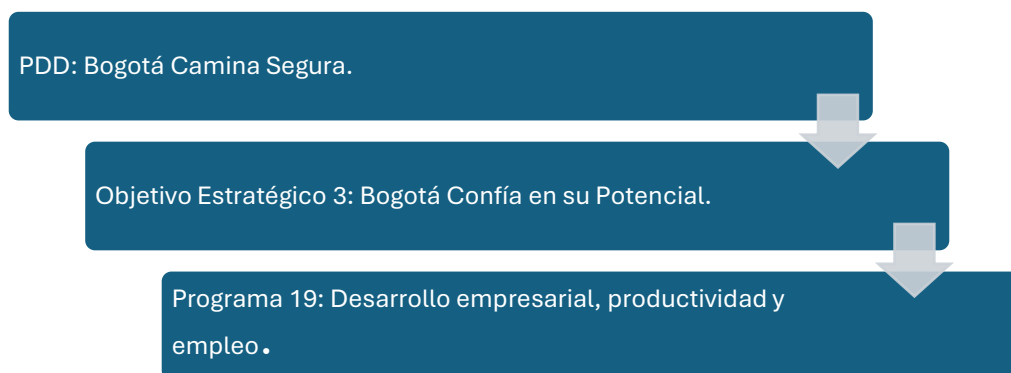 PDD: Bogotá Camina Segura.
Objetivo Estratégico 3: Bogotá Confía en su Potencial.
Programa 19: Desarrollo empresarial, productividad y
empleo.